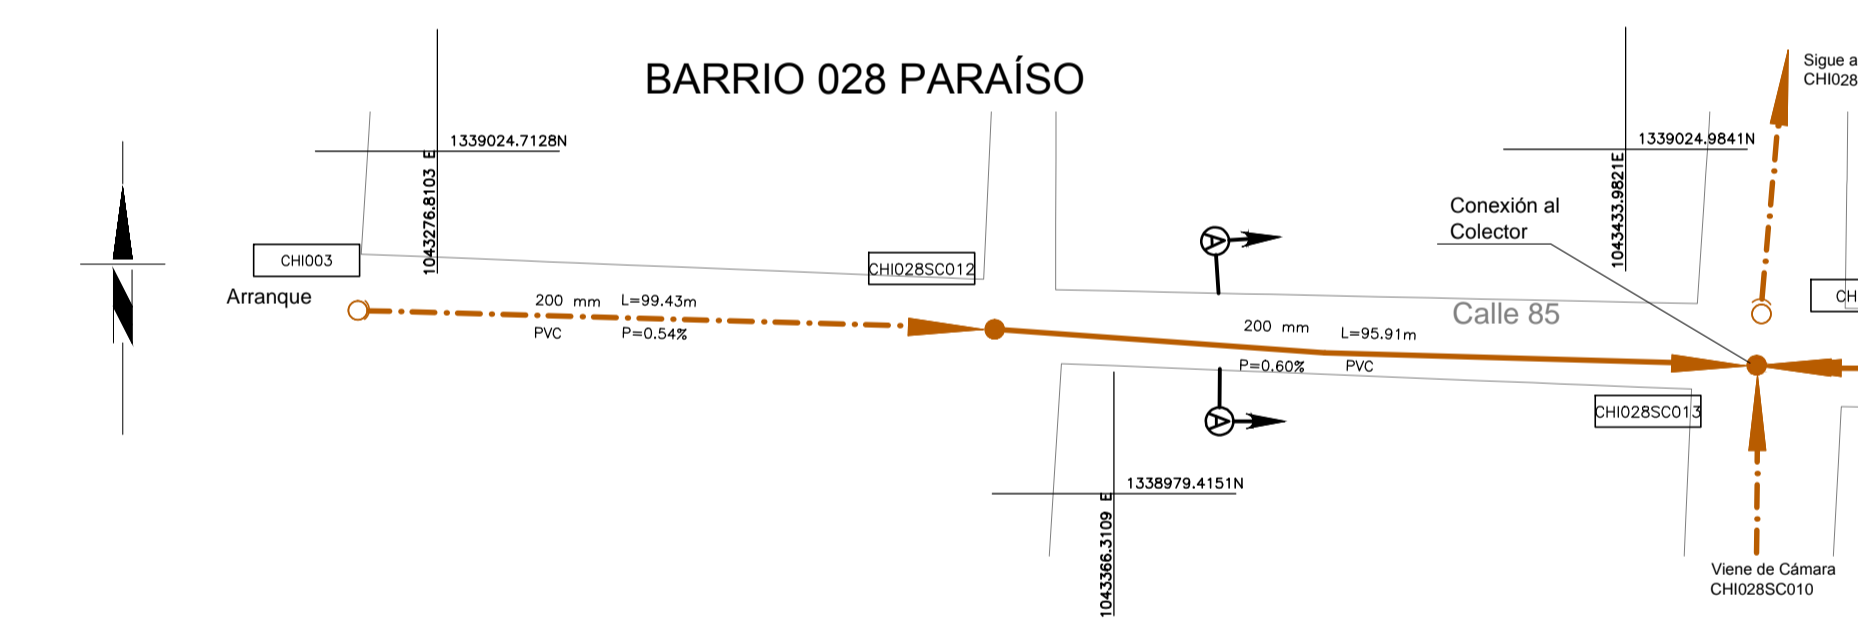 BARRIO 028 PARAÍSO
Sigue a
CHI028
1339024.7128N
1043276.8103 E
1339024.9841N
1043433.9821E
Conexión al
Colector
A
CHI003
CHI028SC012
CH
Arranque
200 mm L=99.43m
PVC P=0.54%
Calle 85
200 mm L=95.91m
P=0.60% PVC
A
CHI028SC013
1338979.4151N
1043366.3109 E
Viene de Cámara
CHI028SC010